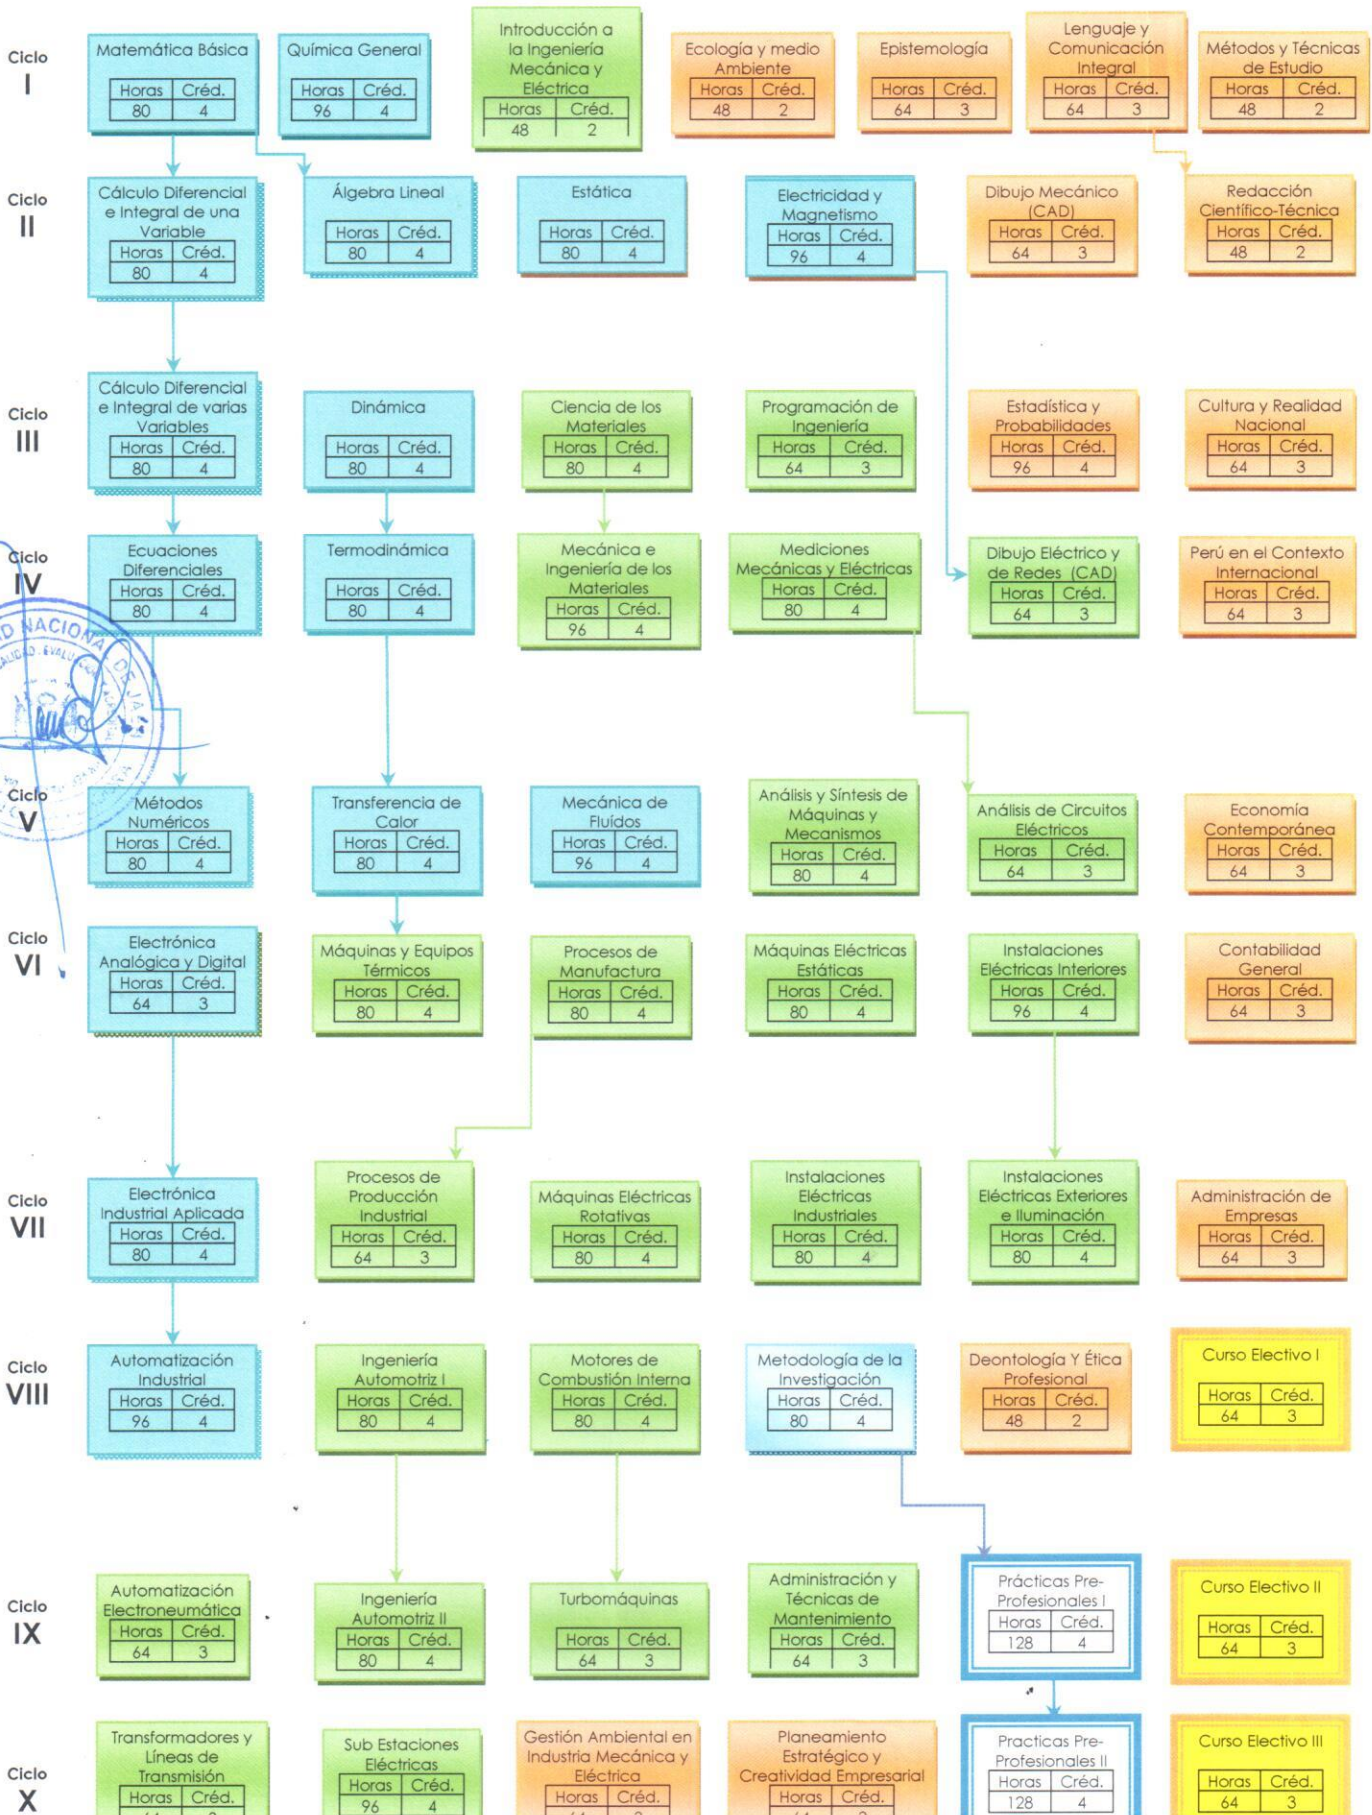 Ciclo
I
Matemática Básica
Horas Créd.
80 4
Química General
Horas Créd.
96 4
Introducción a
la Ingeniería
Mecánica y
Eléctrica
Horas Créd.
48 2
Ecología y medio
Ambiente
Horas Créd.
48 2
Epistemología
Horas Créd.
64 3
Lenguaje y
Comunicación
Integral
Horas Créd.
64 3
Métodos y Técnicas
de Estudio
Horas Créd.
48 2
Ciclo
II
Cálculo Diferencial
e Integral de una
Variable
Horas Créd.
80 4
Álgebra Lineal
Horas Créd.
80 4
Estática
Horas Créd.
80 4
Electricidad y
Magnetismo
Horas Créd.
96 4
Dibujo Mecánico
(CAD)
Horas Créd.
64 3
Redacción
Científico-Técnica
Horas Créd.
48 2
Ciclo
III
Cálculo Diferencial
e Integral de varias
Variables
Horas Créd.
80 4
Dinámica
Horas Créd.
80 4
Ciencia de los
Materiales
Horas Créd.
80 4
Programación de
Ingeniería
Horas Créd.
64 3
Estadística y
Probabilidades
Horas Créd.
96 4
Cultura y Realidad
Nacional
Horas Créd.
64 3
Ciclo
IV
Ecuaciones
Diferenciales
Horas Créd.
80 4
Termodinámica
Horas Créd.
80 4
Mecánica e
Ingeniería de los
Materiales
Horas Créd.
96 4
Mediciones
Mecánicas y Eléctricas
Horas Créd.
80 4
Dibujo Eléctrico y
de Redes (CAD)
Horas Créd.
64 3
Perú en el Contexto
Internacional
Horas Créd.
64 3
NACIONAL DE
Ciclo
V
Métodos
Numéricos
Horas Créd.
80 4
Transferencia de
Calor
Horas Créd.
80 4
Mecánica de
Fluídos
Horas Créd.
96 4
Análisis y Síntesis de
Máquinas y
Mecanismos
Horas Créd.
80 4
Análisis de Circuitos
Eléctricos
Horas Créd.
64 3
Economía
Contemporánea
Horas Créd.
64 3
Ciclo
VI
Electrónica
Analógica y Digital
Horas Créd.
64 3
Máquinas y Equipos
Térmicos
Horas Créd.
80 4
Procesos de
Manufactura
Horas Créd.
80 4
Máquinas Eléctricas
Estáticas
Horas Créd.
80 4
Instalaciones
Eléctricas Interiores
Horas Créd.
96 4
Contabilidad
General
Horas Créd.
64 3
Ciclo
VII
Electrónica
Industrial Aplicada
Horas Créd.
80 4
Procesos de
Producción
Industrial
Horas Créd.
64 3
Máquinas Eléctricas
Rotativas
Horas Créd.
80 4
Instalaciones
Eléctricas
Industriales
Horas Créd.
80 4
Instalaciones
Eléctricas Exteriores
e Iluminación
Horas Créd.
80 4
Administración de
Empresas
Horas Créd.
64 3
Ciclo
VIII
Automatización
Industrial
Horas Créd.
96 4
Ingeniería
Automotriz I
Horas Créd.
80 4
Motores de
Combustión Interna
Horas Créd.
80 4
Metodología de la
Investigación
Horas Créd.
80 4
Deontología Y Ética
Profesional
Horas Créd.
48 2
Curso Electivo I
Horas Créd.
64 3
Ciclo
IX
Automatización
Electroneumática
Horas Créd.
64 3
Ingeniería
Automotriz II
Horas Créd.
80 4
Turbomáquinas
Horas Créd.
64 3
Administración y
Técnicas de
Mantenimiento
Horas Créd.
64 3
Prácticas Pre-
Profesionales I
Horas Créd.
128 4
Curso Electivo II
Horas Créd.
64 3
Ciclo
X
Transformadores y
Líneas de
Transmisión
Horas Créd.
Sub Estaciones
Eléctricas
Horas Créd.
96 4
Gestión Ambiental en
Industria Mecánica y
Eléctrica
Horas Créd.
Planeamiento
Estratégico y
Creatividad Empresarial
Horas Créd.
Practicas Pre-
Profesionales II
Horas Créd.
128 4
Curso Electivo III
Horas Créd.
64 3